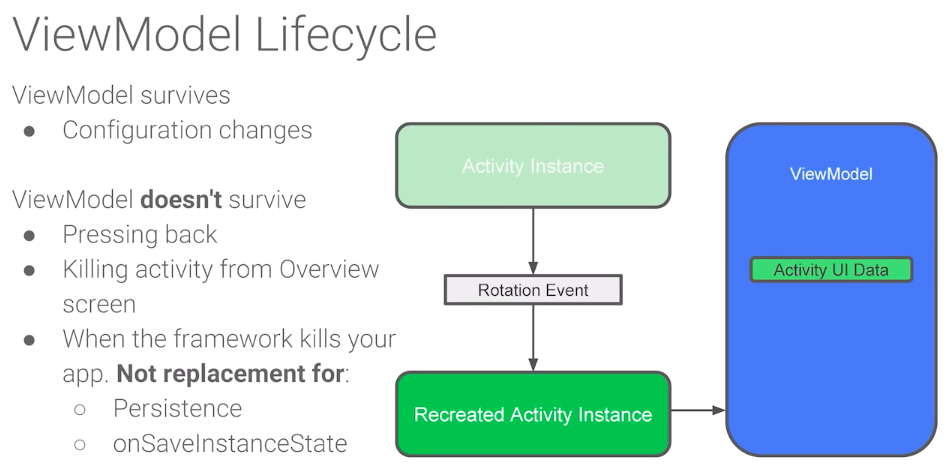 ViewModel Lifecycle
ViewModel survives
● Configuration changes
ViewModel doesn't survive
● Pressing back
● Killing activity from Overview
screen
● When the framework kills your
app. Not replacement for:
○ Persistence
○ onSaveInstanceState
Activity Instance
Rotation Event
Recreated Activity Instance
ViewModel
Activity UI Data